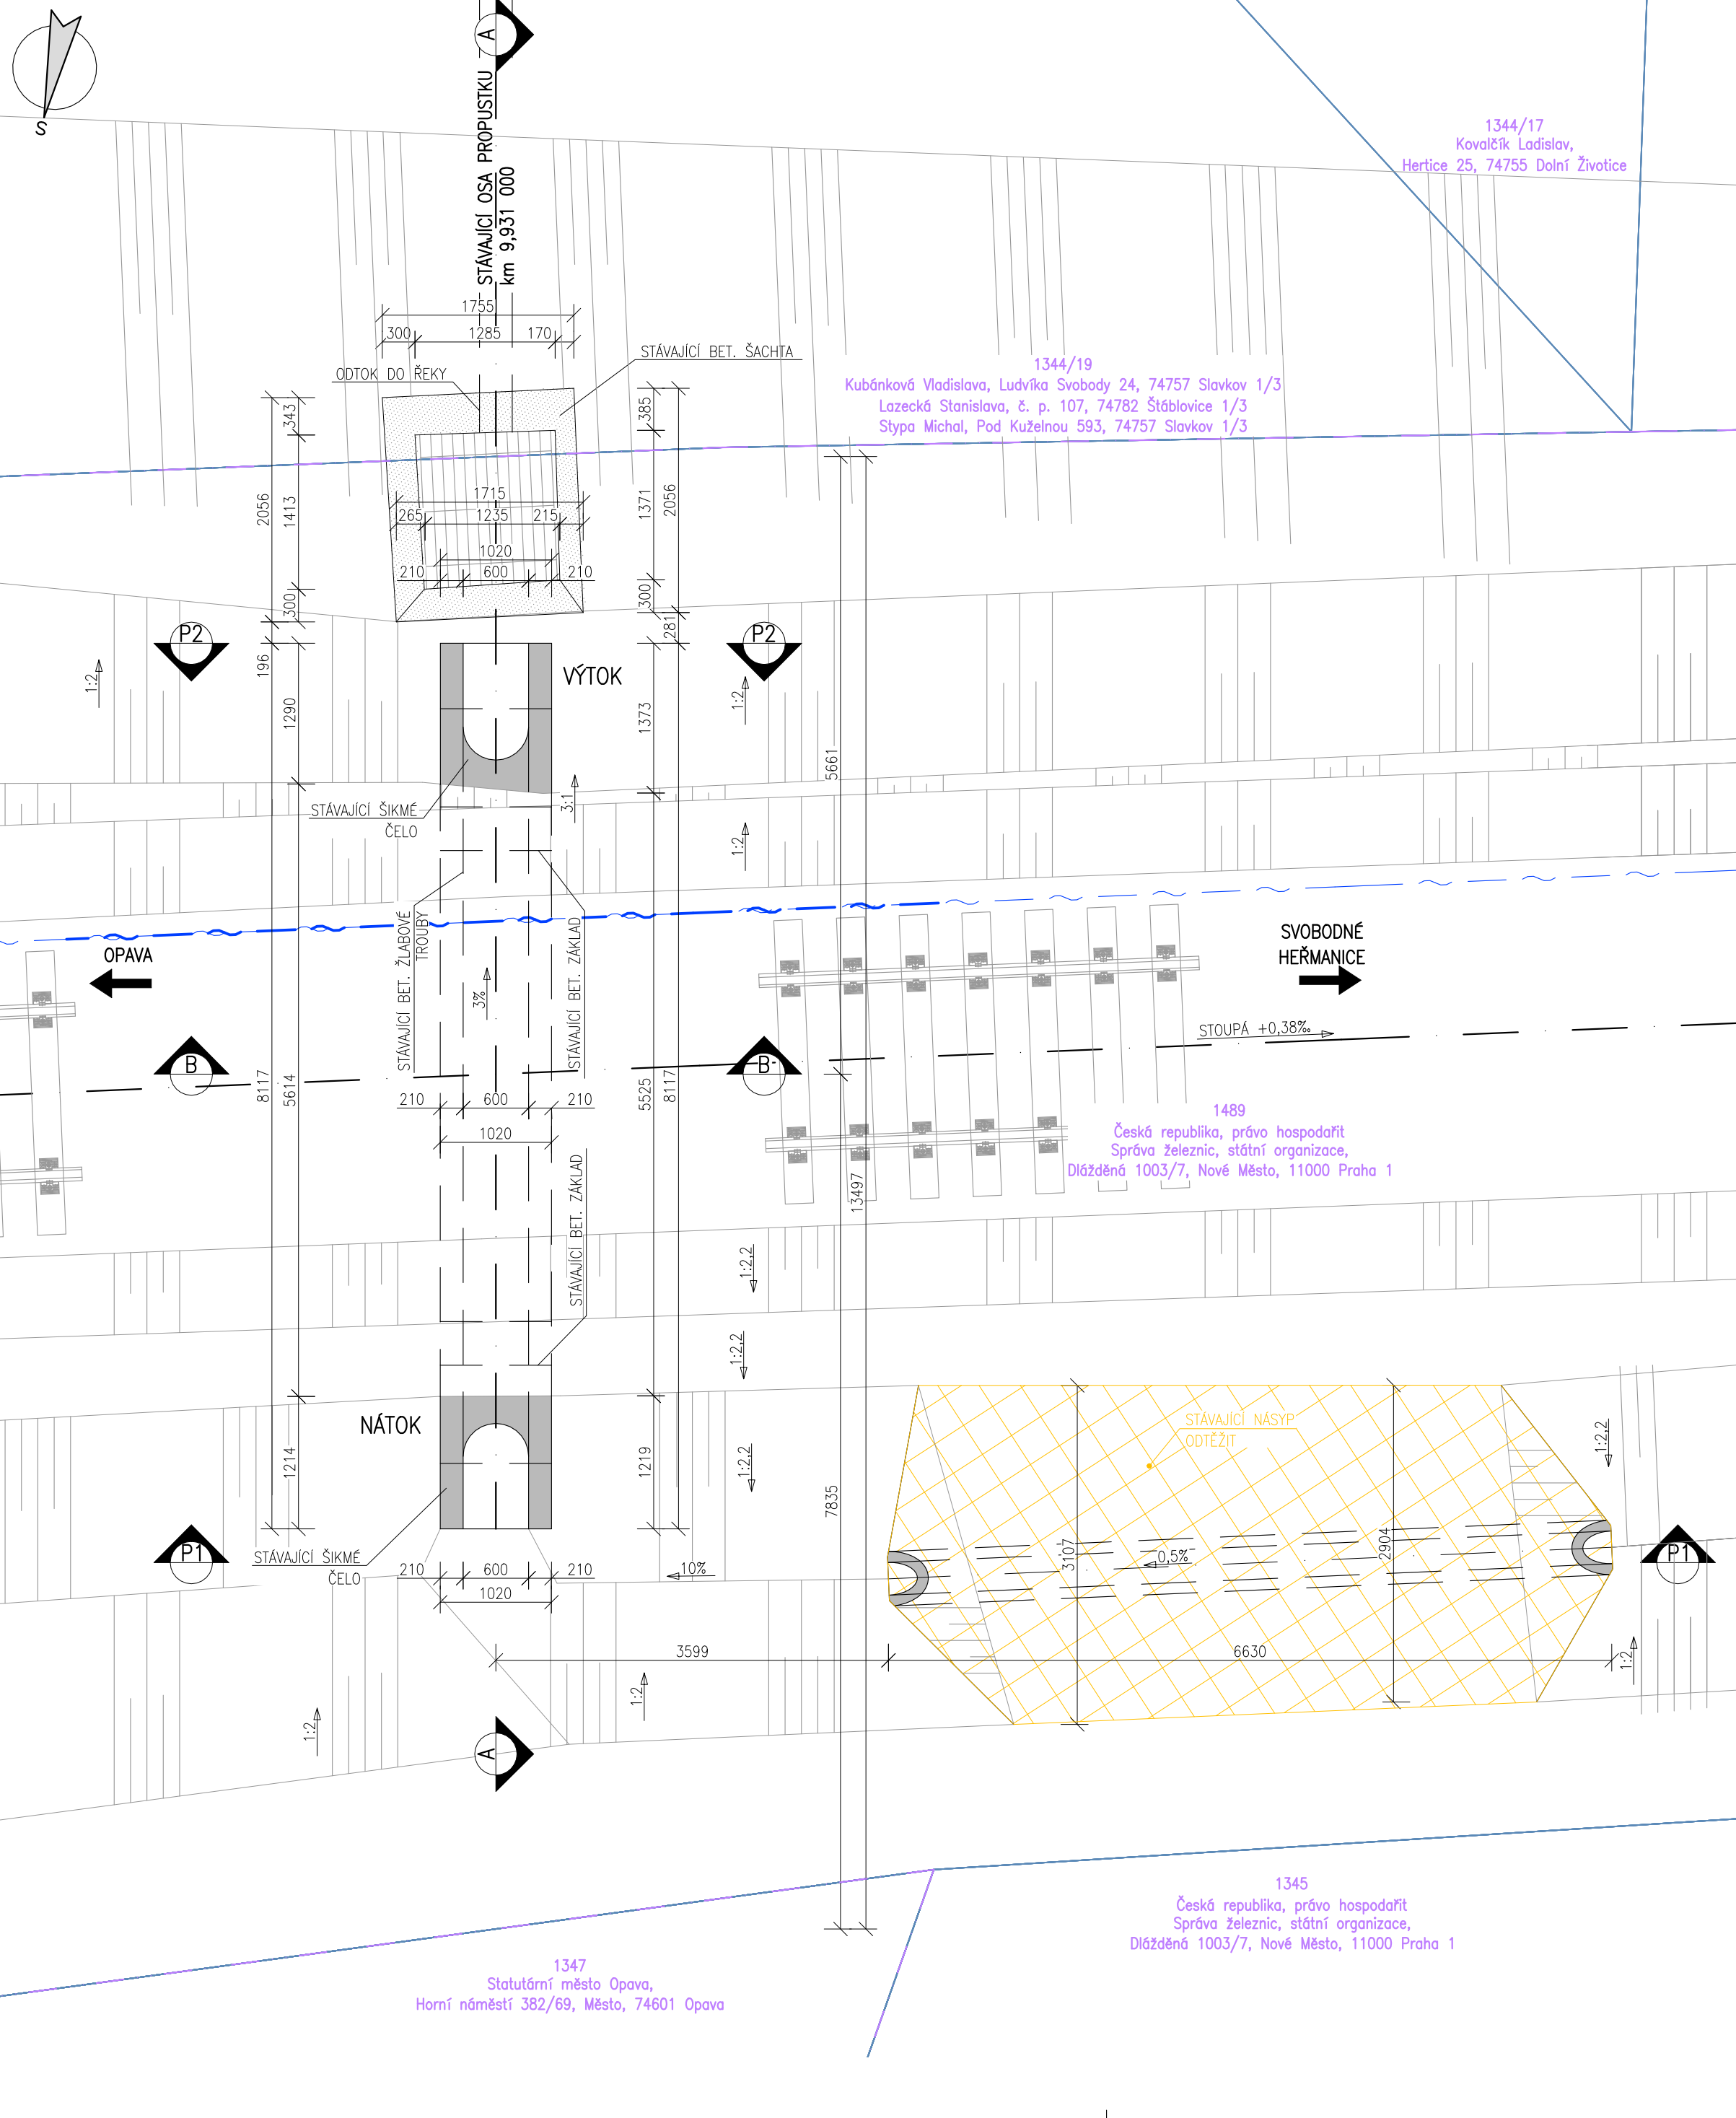 A
S
STÁVAJÍCÍ OSA PROPUSTKU
km 9,931 000
1344/17
Kovalčík Ladislav,
Hertice 25, 74755 Dolní Životice
1755
300 1285 170
STÁVAJÍCÍ BET. ŠACHTA
ODTOK DO ŘEKY
1344/19
Kubánková Vladislava, Ludvíka Svobody 24, 74757 Slavkov 1/3
Lazecká Stanislava, č. p. 107, 74782 Štáblovice 1/3
Stypa Michal, Pod Kuželnou 593, 74757 Slavkov 1/3
343
385
2056
1413
1371
2056
1715
265 1235 215
1020
210 600 210
300
300
281
P2
P2
VÝTOK
196
1:2
1:2
1290
1373
5661
STÁVAJÍCÍ ŠIKMÉ
ČELO
3:1
1:2
STÁVAJÍCÍ BET. ŽLABOVÉ
TROUBY
STÁVAJÍCÍ BET. ZÁKLAD
3%
OPAVA
SVOBODNÉ
HEŘMANICE
STOUPÁ +0,38‰
B
B-
8117
5614
5525
8117
210 600 210
1020
1489
Česká republika, právo hospodařit
Správa železnic, státní organizace,
Dlážděná 1003/7, Nové Město, 11000 Praha 1
13497
STÁVAJÍCÍ BET. ZÁKLAD
1:2,2
1:2,2
NÁTOK
STÁVAJÍCÍ NÁSYP
ODTĚŽIT
1:2,2
1:2,2
1214
1219
7835
P1
STÁVAJÍCÍ ŠIKMÉ
ČELO
210 600 210
1020
10%
3107
0,5%
2904
P1
3599
6630
1:2
1:2
1:2
A
1345
Česká republika, právo hospodařit
Správa železnic, státní organizace,
Dlážděná 1003/7, Nové Město, 11000 Praha 1
1347
Statutární město Opava,
Horní náměstí 382/69, Město, 74601 Opava